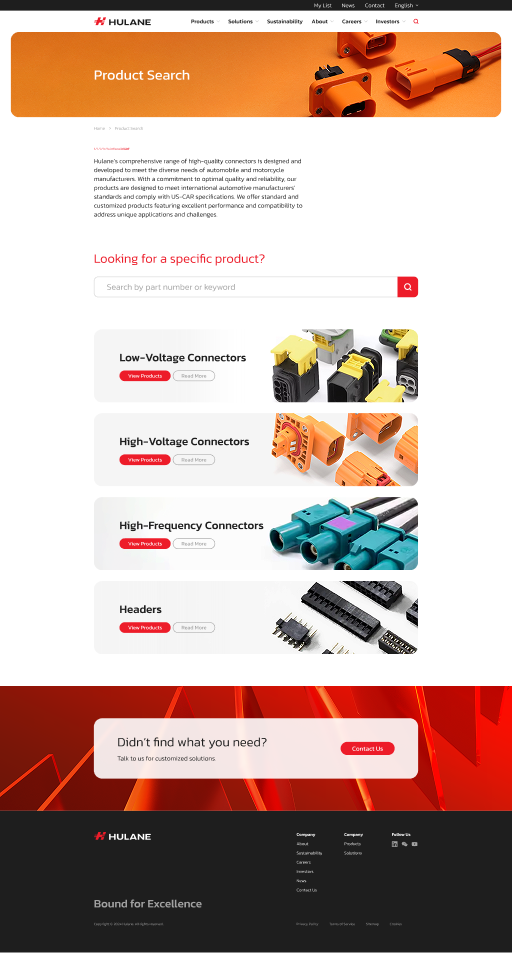 My List News Contact English
HULANE Products Solutions Sustainability About Careers Investors
Product Search
Home > Product Search
Hulane's comprehensive range of high-quality connectors is designed and
developed to meet the diverse needs of automobile and motorcycle
manufacturers. With a commitment to optimal quality and reliability, our
products are designed to meet international automotive manufacturers'
standards and comply with US-CAR specifications. We offer standard and
customized products featuring excellent performance and compatibility to
address unique applications and challenges.
Looking for a specific product?
Search by part number or keyword
Low-Voltage Connectors
View Products Read More
High-Voltage Connectors
View Products Read More
High-Frequency Connectors
View Products Read More
Headers
View Products Read More
Didn't find what you need?
Talk to us for customized solutions.
Contact Us
HULANE
Company Company Follow Us
About Products
Sustainability Solutions
Careers
Investors
News
Contact Us
Bound for Excellence
Privacy Policy Terms of Service Sitemap Cookies